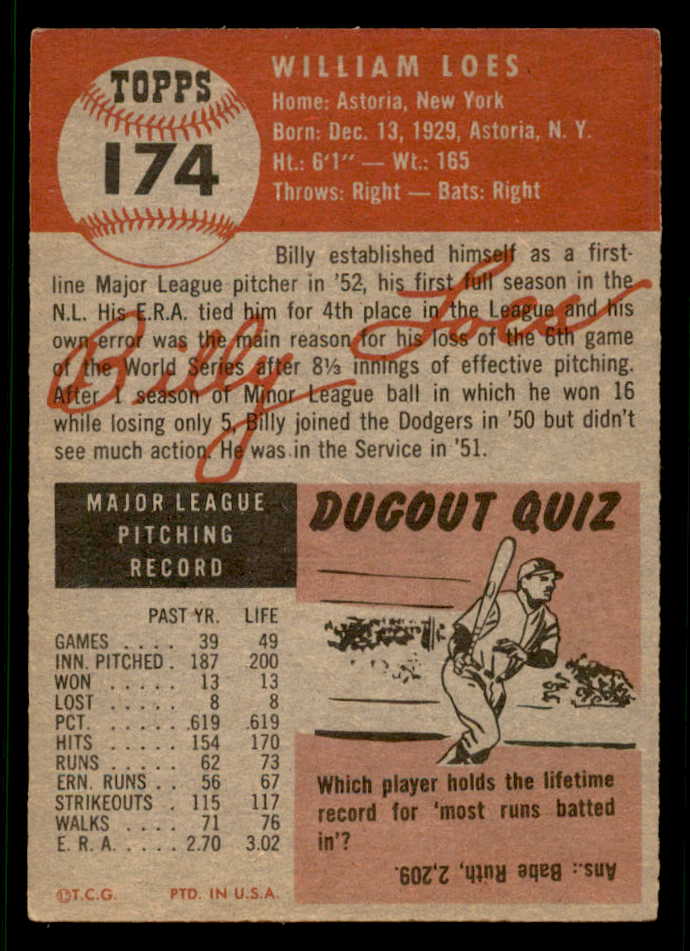 TOPPS
174
WILLIAM LOES
Home: Astoria, New York
Born: Dec. 13, 1929, Astoria, N. Y.
Ht.: 6'1" — Wt.: 165
Throws: Right — Bats: Right
Billy established himself as a first-
line Major League pitcher in '52, his first full season in the
N.L. His E.R.A. tied him for 4th place in the League and his
own error was the main reason for his loss of the 6th game
of the World Series after 8⅓ innings of effective pitching.
After 1 season of Minor League ball in which he won 16
while losing only 5, Billy joined the Dodgers in '50 but didn't
see much action. He was in the Service in '51.
Billy Loes
MAJOR LEAGUE
PITCHING
RECORD
PAST YR. LIFE
GAMES . . . . 39 49
INN. PITCHED . 187 200
WON . . . . . 13 13
LOST . . . . . 8 8
PCT. . . . . . .619 .619
HITS . . . . . 154 170
RUNS . . . . . 62 73
ERN. RUNS . . 56 67
STRIKEOUTS . 115 117
WALKS . . . . 71 76
E. R. A. . . . . 2.70 3.02
DUGOUT QUIZ
Which player holds the lifetime
record for 'most runs batted
in'?
Ans.: Babe Ruth, 2,209.
©T.C.G. PTD. IN U.S.A.